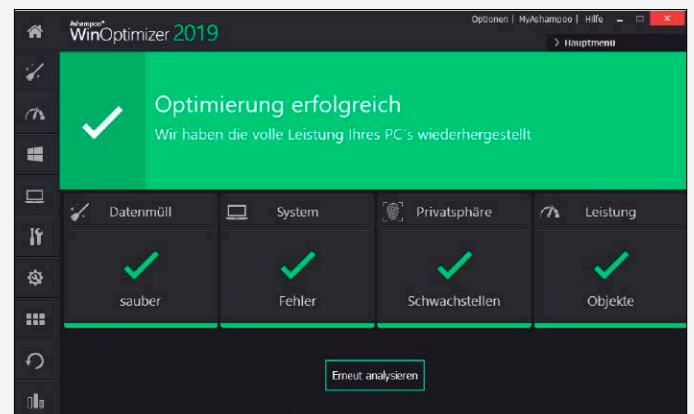 Ashampoo®
WinOptimizer 2019
Optionen | MyAshampoo | Hilfe
> Hauptmenü
Optimierung erfolgreich
Wir haben die volle Leistung Ihres PC´s wiederhergestellt
Datenmüll
System
Privatsphäre
Leistung
sauber
Fehler
Schwachstellen
Objekte
Erneut analysieren